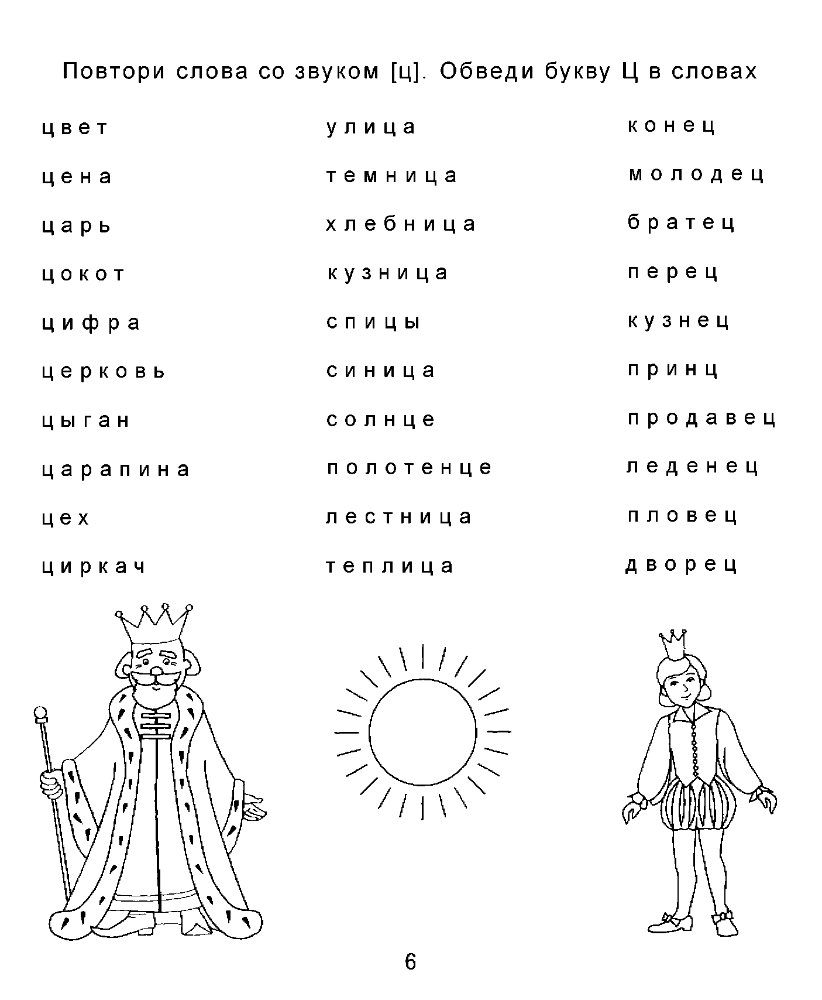 Повтори слова со звуком [ц]. Обведи букву Ц в словах
цвет улица конец
цена темница молодец
царь хлебница братец
цокот кузница перец
цифра спицы кузнец
церковь синица принц
цыган солнце продавец
царапина полотенце леденец
цех лестница пловец
циркач теплица дворец
6